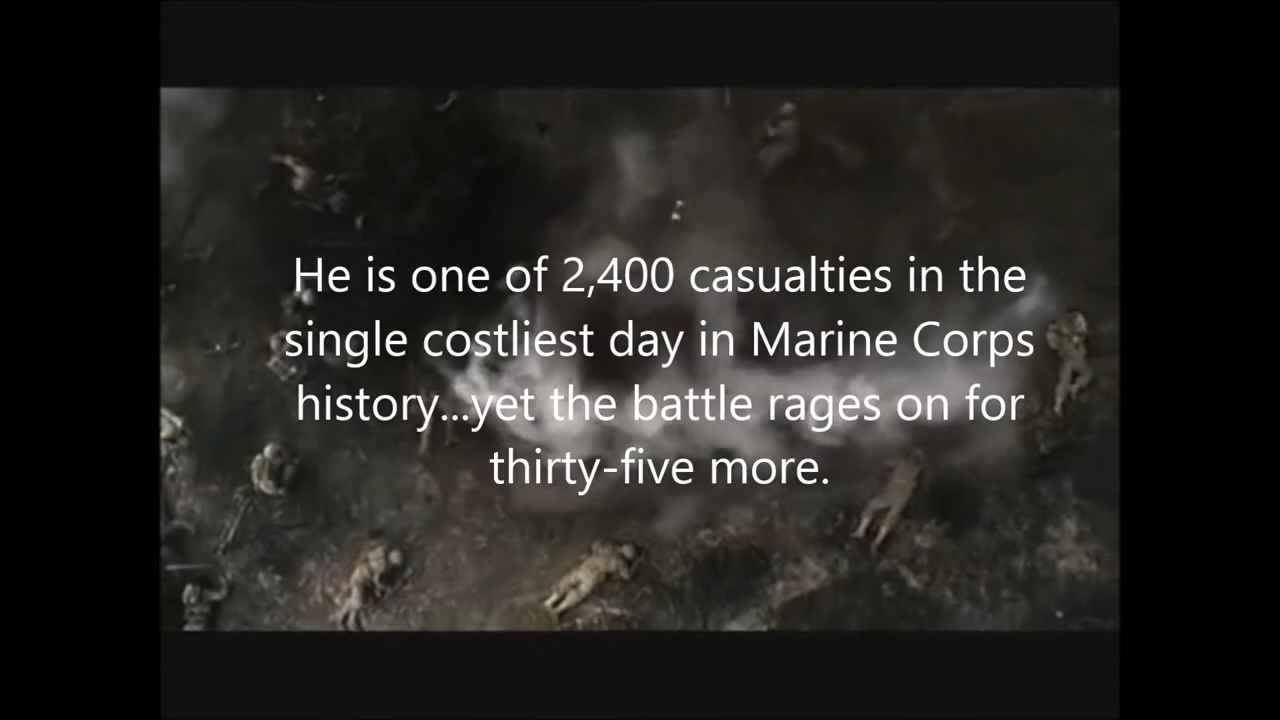 He is one of 2,400 casualties in the
single costliest day in Marine Corps
history...yet the battle rages on for
thirty-five more.